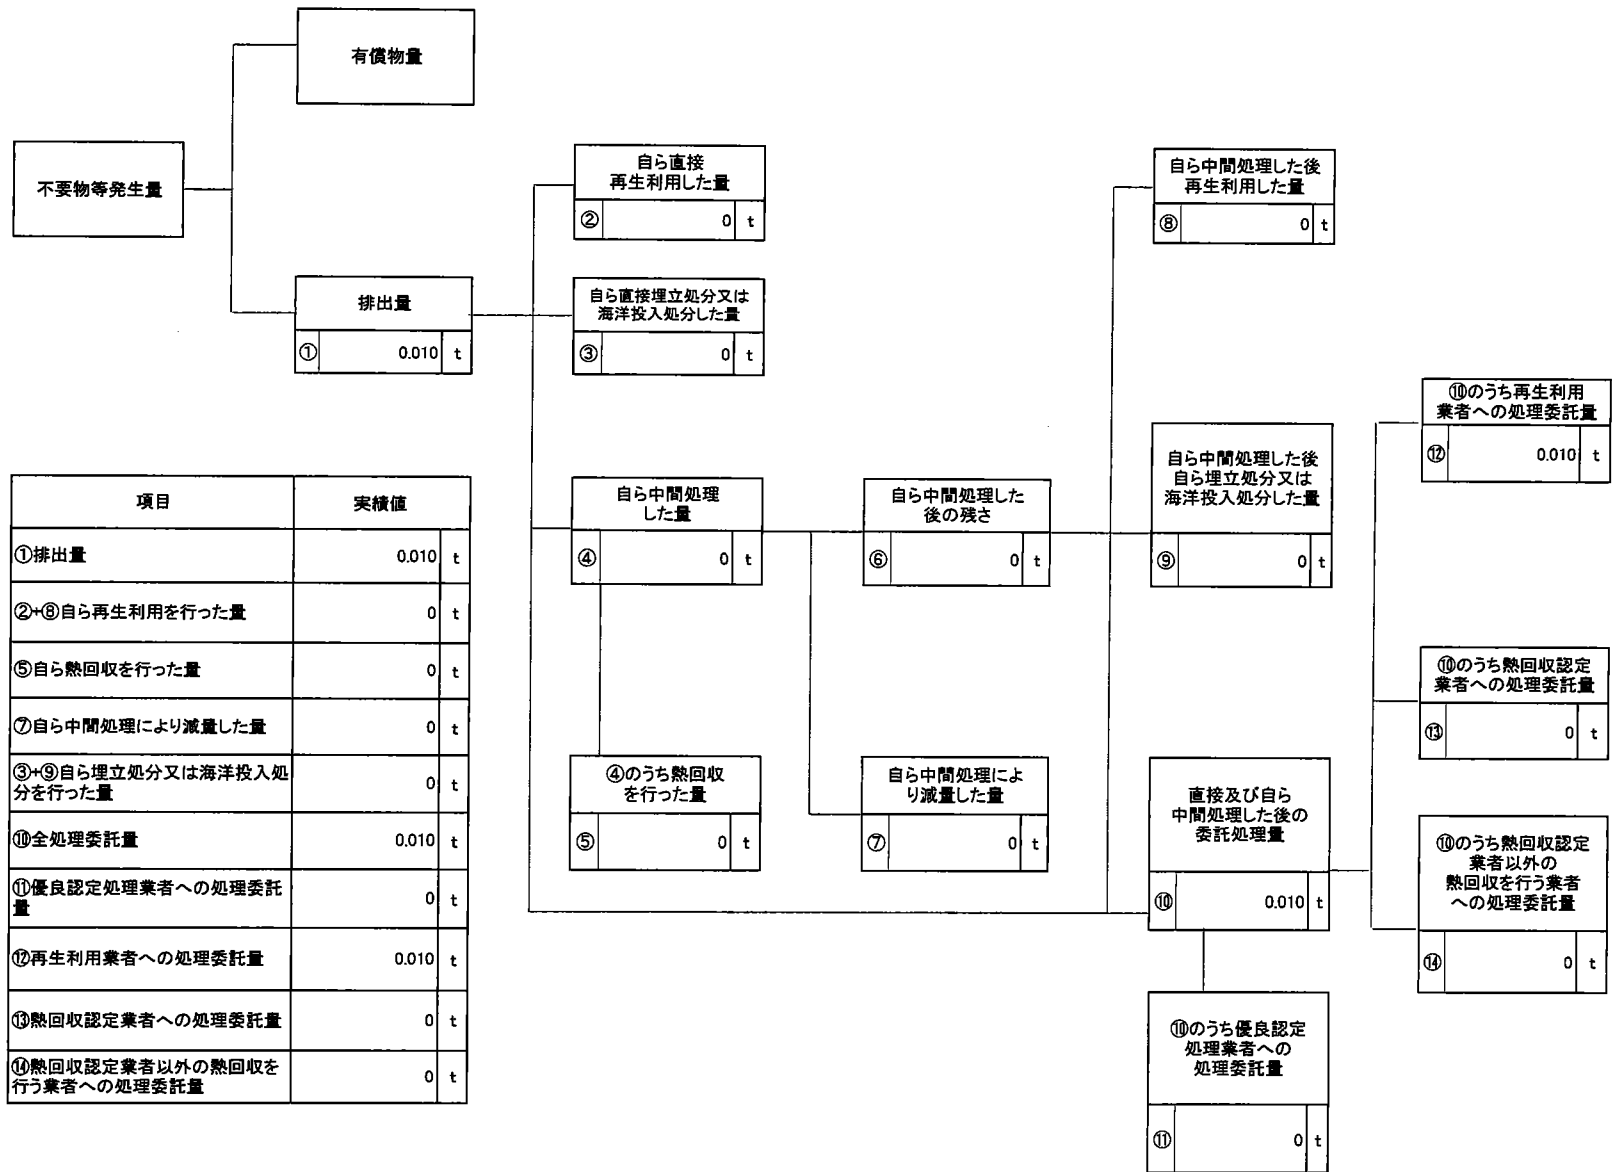 有償物量
不要物等発生量
排出量
① 0.010 t
自ら直接
再生利用した量
② 0 t
自ら直接埋立処分又は
海洋投入処分した量
③ 0 t
自ら中間処理
した量
④ 0 t
④のうち熱回収
を行った量
⑤ 0 t
自ら中間処理した
後の残さ
⑥ 0 t
自ら中間処理によ
り減量した量
⑦ 0 t
自ら中間処理した後
再生利用した量
⑧ 0 t
自ら中間処理した後
自ら埋立処分又は
海洋投入処分した量
⑨ 0 t
直接及び自ら
中間処理した後の
委託処理量
⑩ 0.010 t
⑩のうち優良認定
処理業者への
処理委託量
⑪ 0 t
⑩のうち再生利用
業者への処理委託量
⑫ 0.010 t
⑩のうち熱回収認定
業者への処理委託量
⑬ 0 t
⑩のうち熱回収認定
業者以外の
熱回収を行う業者
への処理委託量
⑭ 0 t
項目 実績値
①排出量 0.010 t
②+⑧自ら再生利用を行った量 0 t
⑤自ら熱回収を行った量 0 t
⑦自ら中間処理により減量した量 0 t
③+⑨自ら埋立処分又は海洋投入処
分を行った量 0 t
⑩全処理委託量 0.010 t
⑪優良認定処理業者への処理委託
量 0 t
⑫再生利用業者への処理委託量 0.010 t
⑬熱回収認定業者への処理委託量 0 t
⑭熱回収認定業者以外の熱回収を
行う業者への処理委託量 0 t